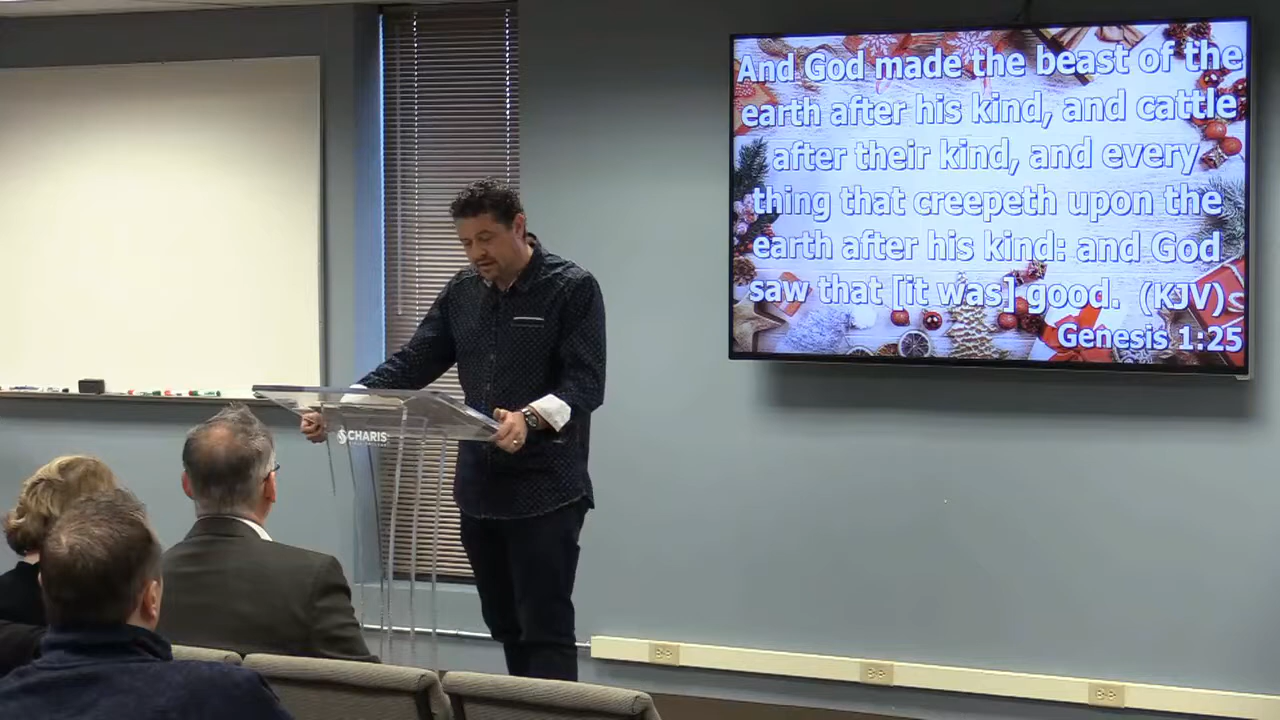 And God made the beast of the
earth after his kind, and cattle
after their kind, and every
thing that creepeth upon the
earth after his kind: and God
saw that [it was] good. (KJV)
Genesis 1:25
CHARIS